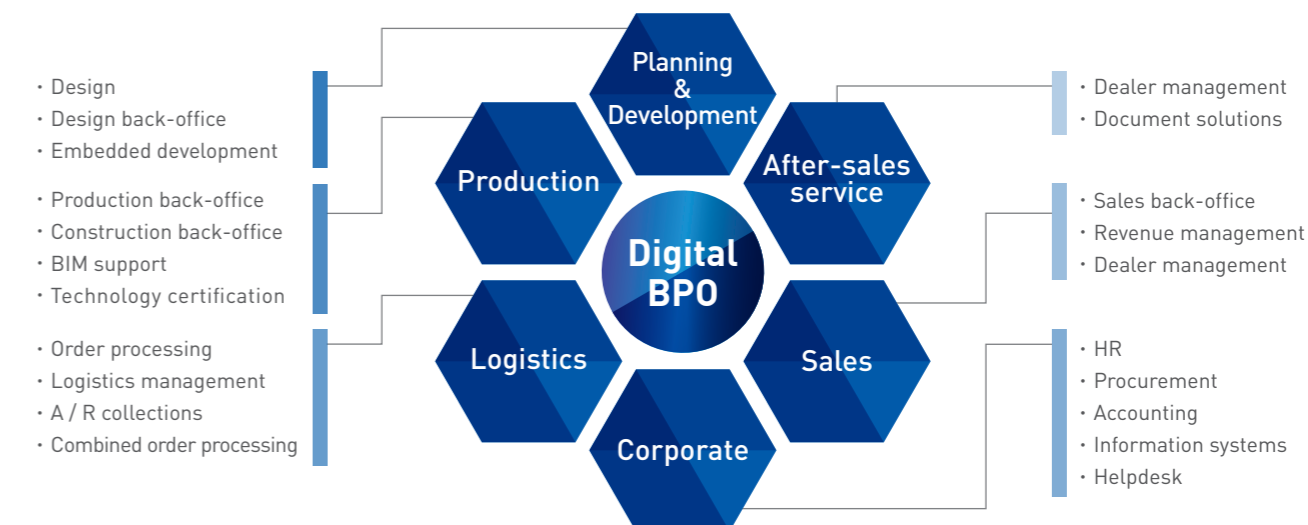 Planning
&
Development
・Design
・Design back-office
・Embedded development
Production
・Production back-office
・Construction back-office
・BIM support
・Technology certification
Logistics
・Order processing
・Logistics management
・A / R collections
・Combined order processing
Digital
BPO
After-sales
service
・Dealer management
・Document solutions
Sales
・Sales back-office
・Revenue management
・Dealer management
Corporate
・HR
・Procurement
・Accounting
・Information systems
・Helpdesk